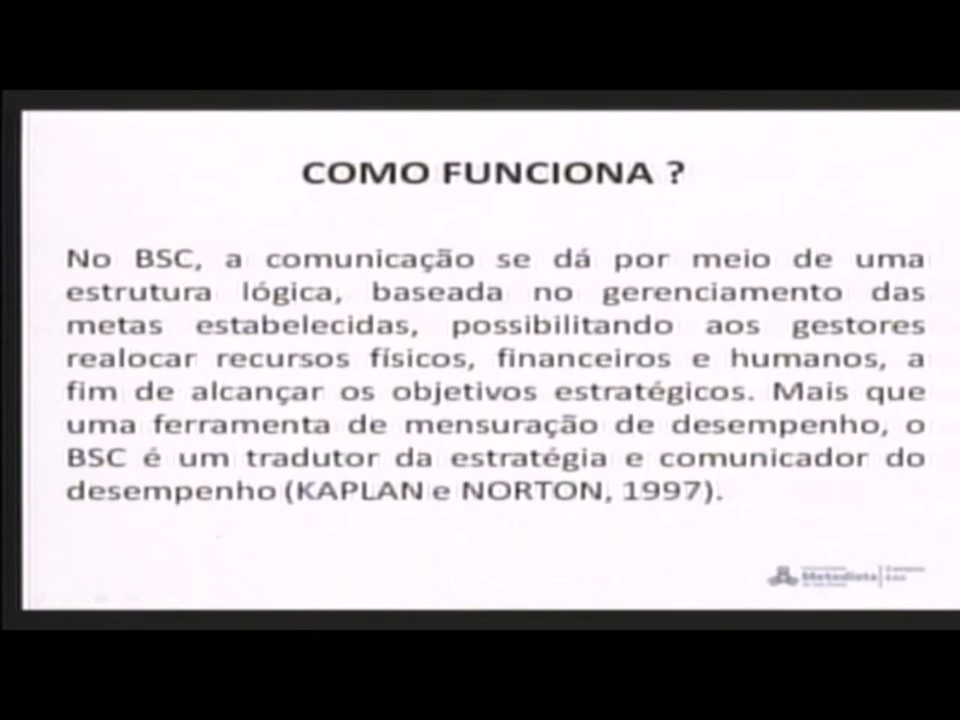 COMO FUNCIONA ?
No BSC, a comunicação se dá por meio de uma
estrutura lógica, baseada no gerenciamento das
metas estabelecidas, possibilitando aos gestores
realocar recursos físicos, financeiros e humanos, a
fim de alcançar os objetivos estratégicos. Mais que
uma ferramenta de mensuração de desempenho, o
BSC é um tradutor da estratégia e comunicador do
desempenho (KAPLAN e NORTON, 1997).
Metodista